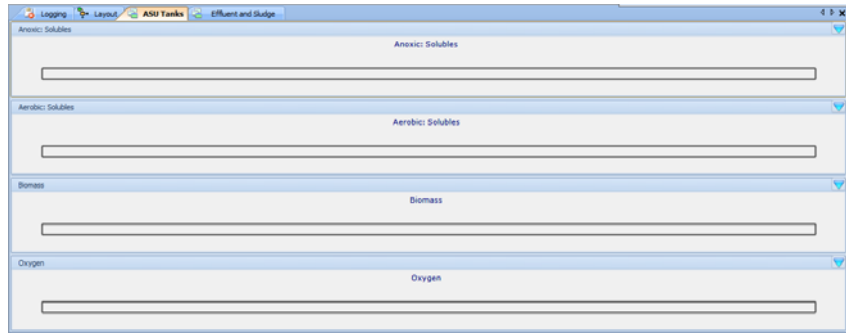 Logging Layout ASU Tanks Effluent and Sludge
Anoxic: Solubles
Anoxic: Solubles
Aerobic: Solubles
Aerobic: Solubles
Biomass
Biomass
Oxygen
Oxygen